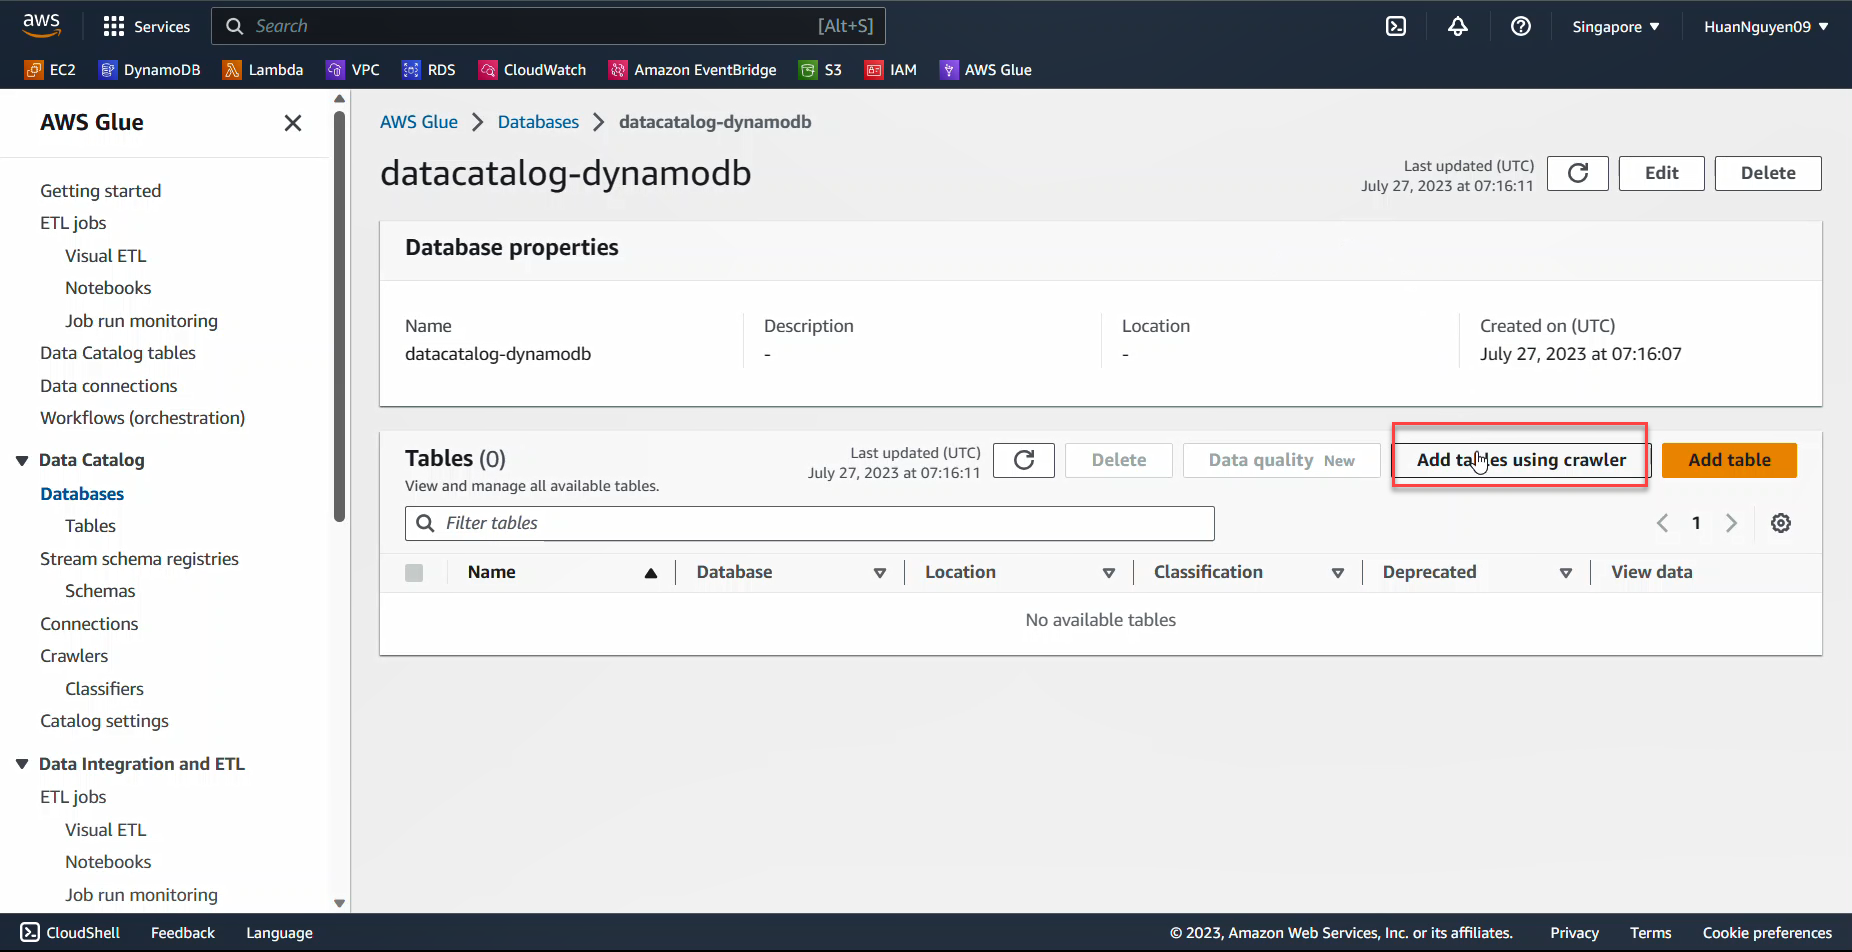 aws Services Search [Alt+S] Singapore ▼ HuanNguyen09 ▼
EC2 DynamoDB Lambda VPC RDS CloudWatch Amazon EventBridge S3 IAM AWS Glue
AWS Glue
Getting started
ETL jobs
Visual ETL
Notebooks
Job run monitoring
Data Catalog tables
Data connections
Workflows (orchestration)
Data Catalog
Databases
Tables
Stream schema registries
Schemas
Connections
Crawlers
Classifiers
Catalog settings
Data Integration and ETL
ETL jobs
Visual ETL
Notebooks
Job run monitoring
AWS Glue > Databases > datacatalog-dynamodb
datacatalog-dynamodb
Last updated (UTC)
July 27, 2023 at 07:16:11
Edit Delete
Database properties
Name Description Location Created on (UTC)
datacatalog-dynamodb - - July 27, 2023 at 07:16:07
Tables (0)
View and manage all available tables.
Last updated (UTC)
July 27, 2023 at 07:16:11
Delete Data quality New Add tables using crawler Add table
Filter tables
1
Name Database Location Classification Deprecated View data
No available tables
CloudShell Feedback Language © 2023, Amazon Web Services, Inc. or its affiliates. Privacy Terms Cookie preferences